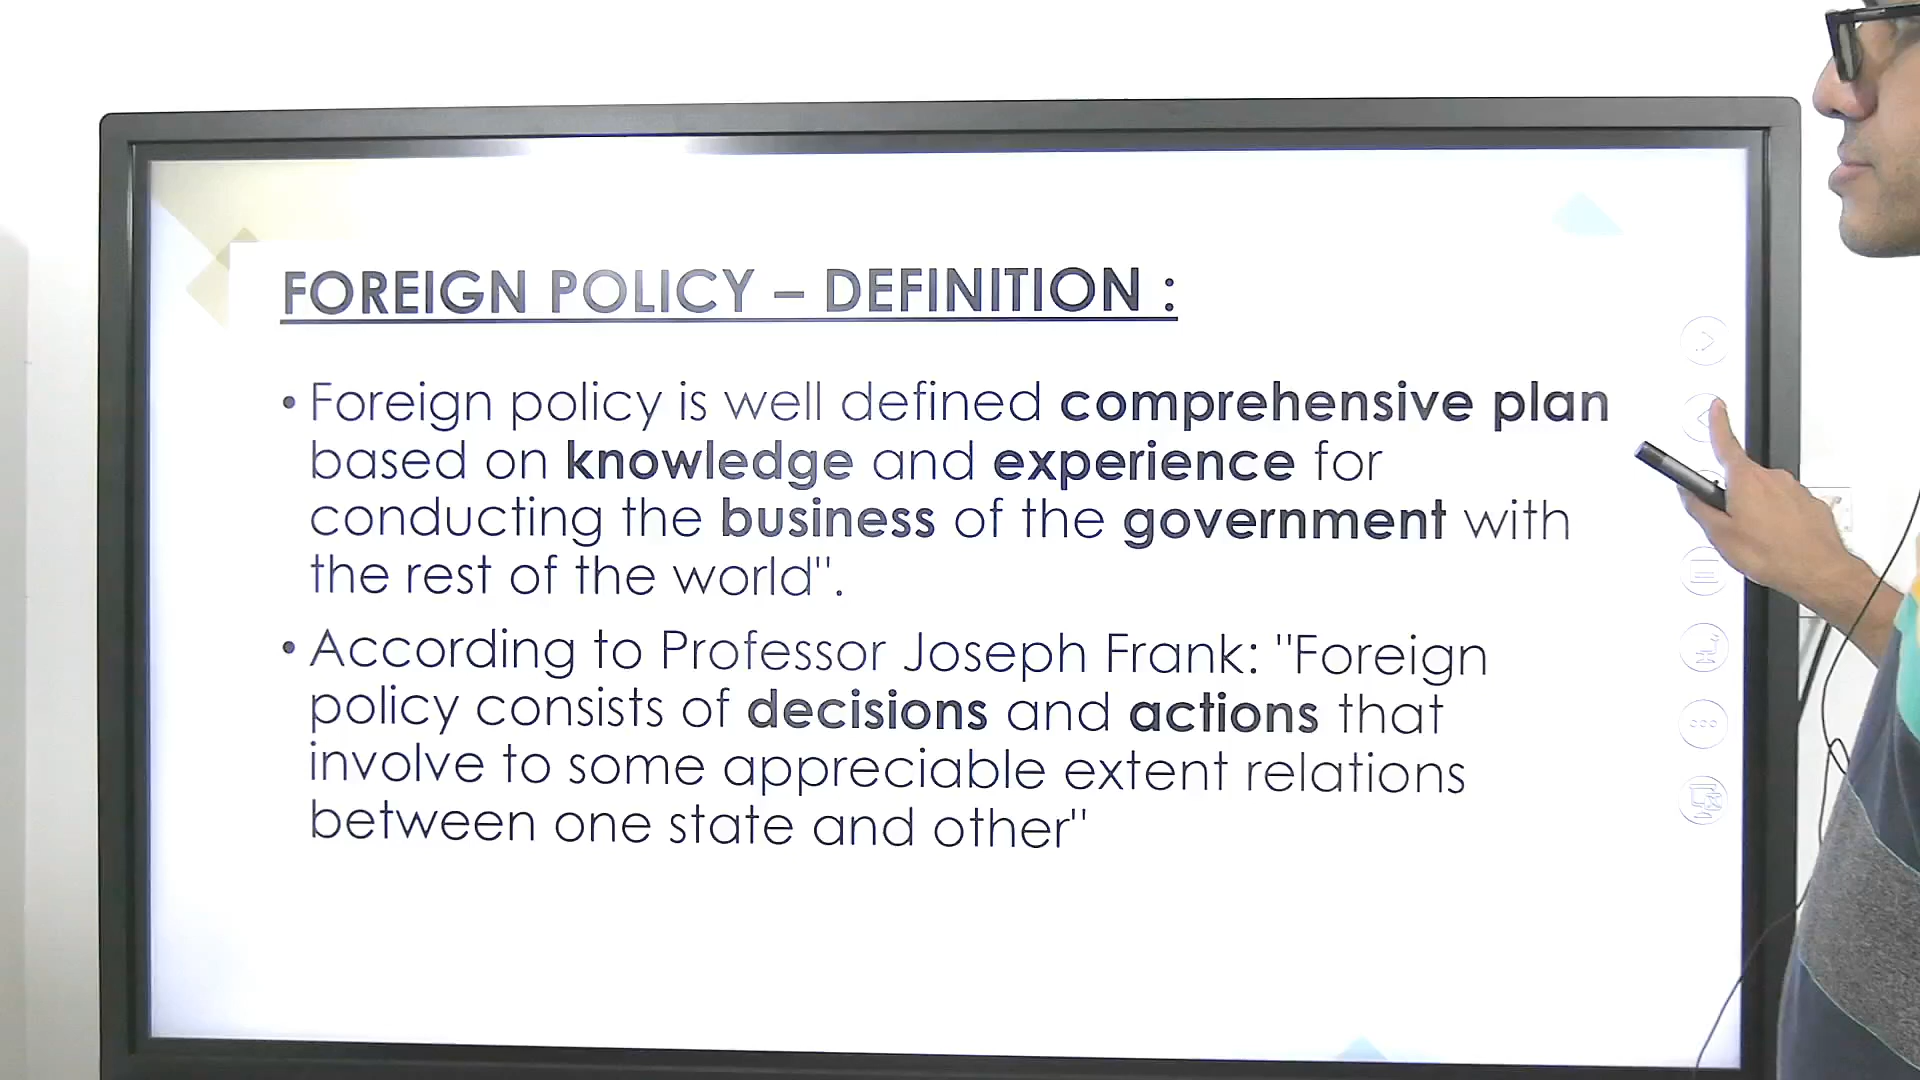 FOREIGN POLICY – DEFINITION :
• Foreign policy is well defined comprehensive plan
based on knowledge and experience for
conducting the business of the government with
the rest of the world".
• According to Professor Joseph Frank: "Foreign
policy consists of decisions and actions that
involve to some appreciable extent relations
between one state and other"